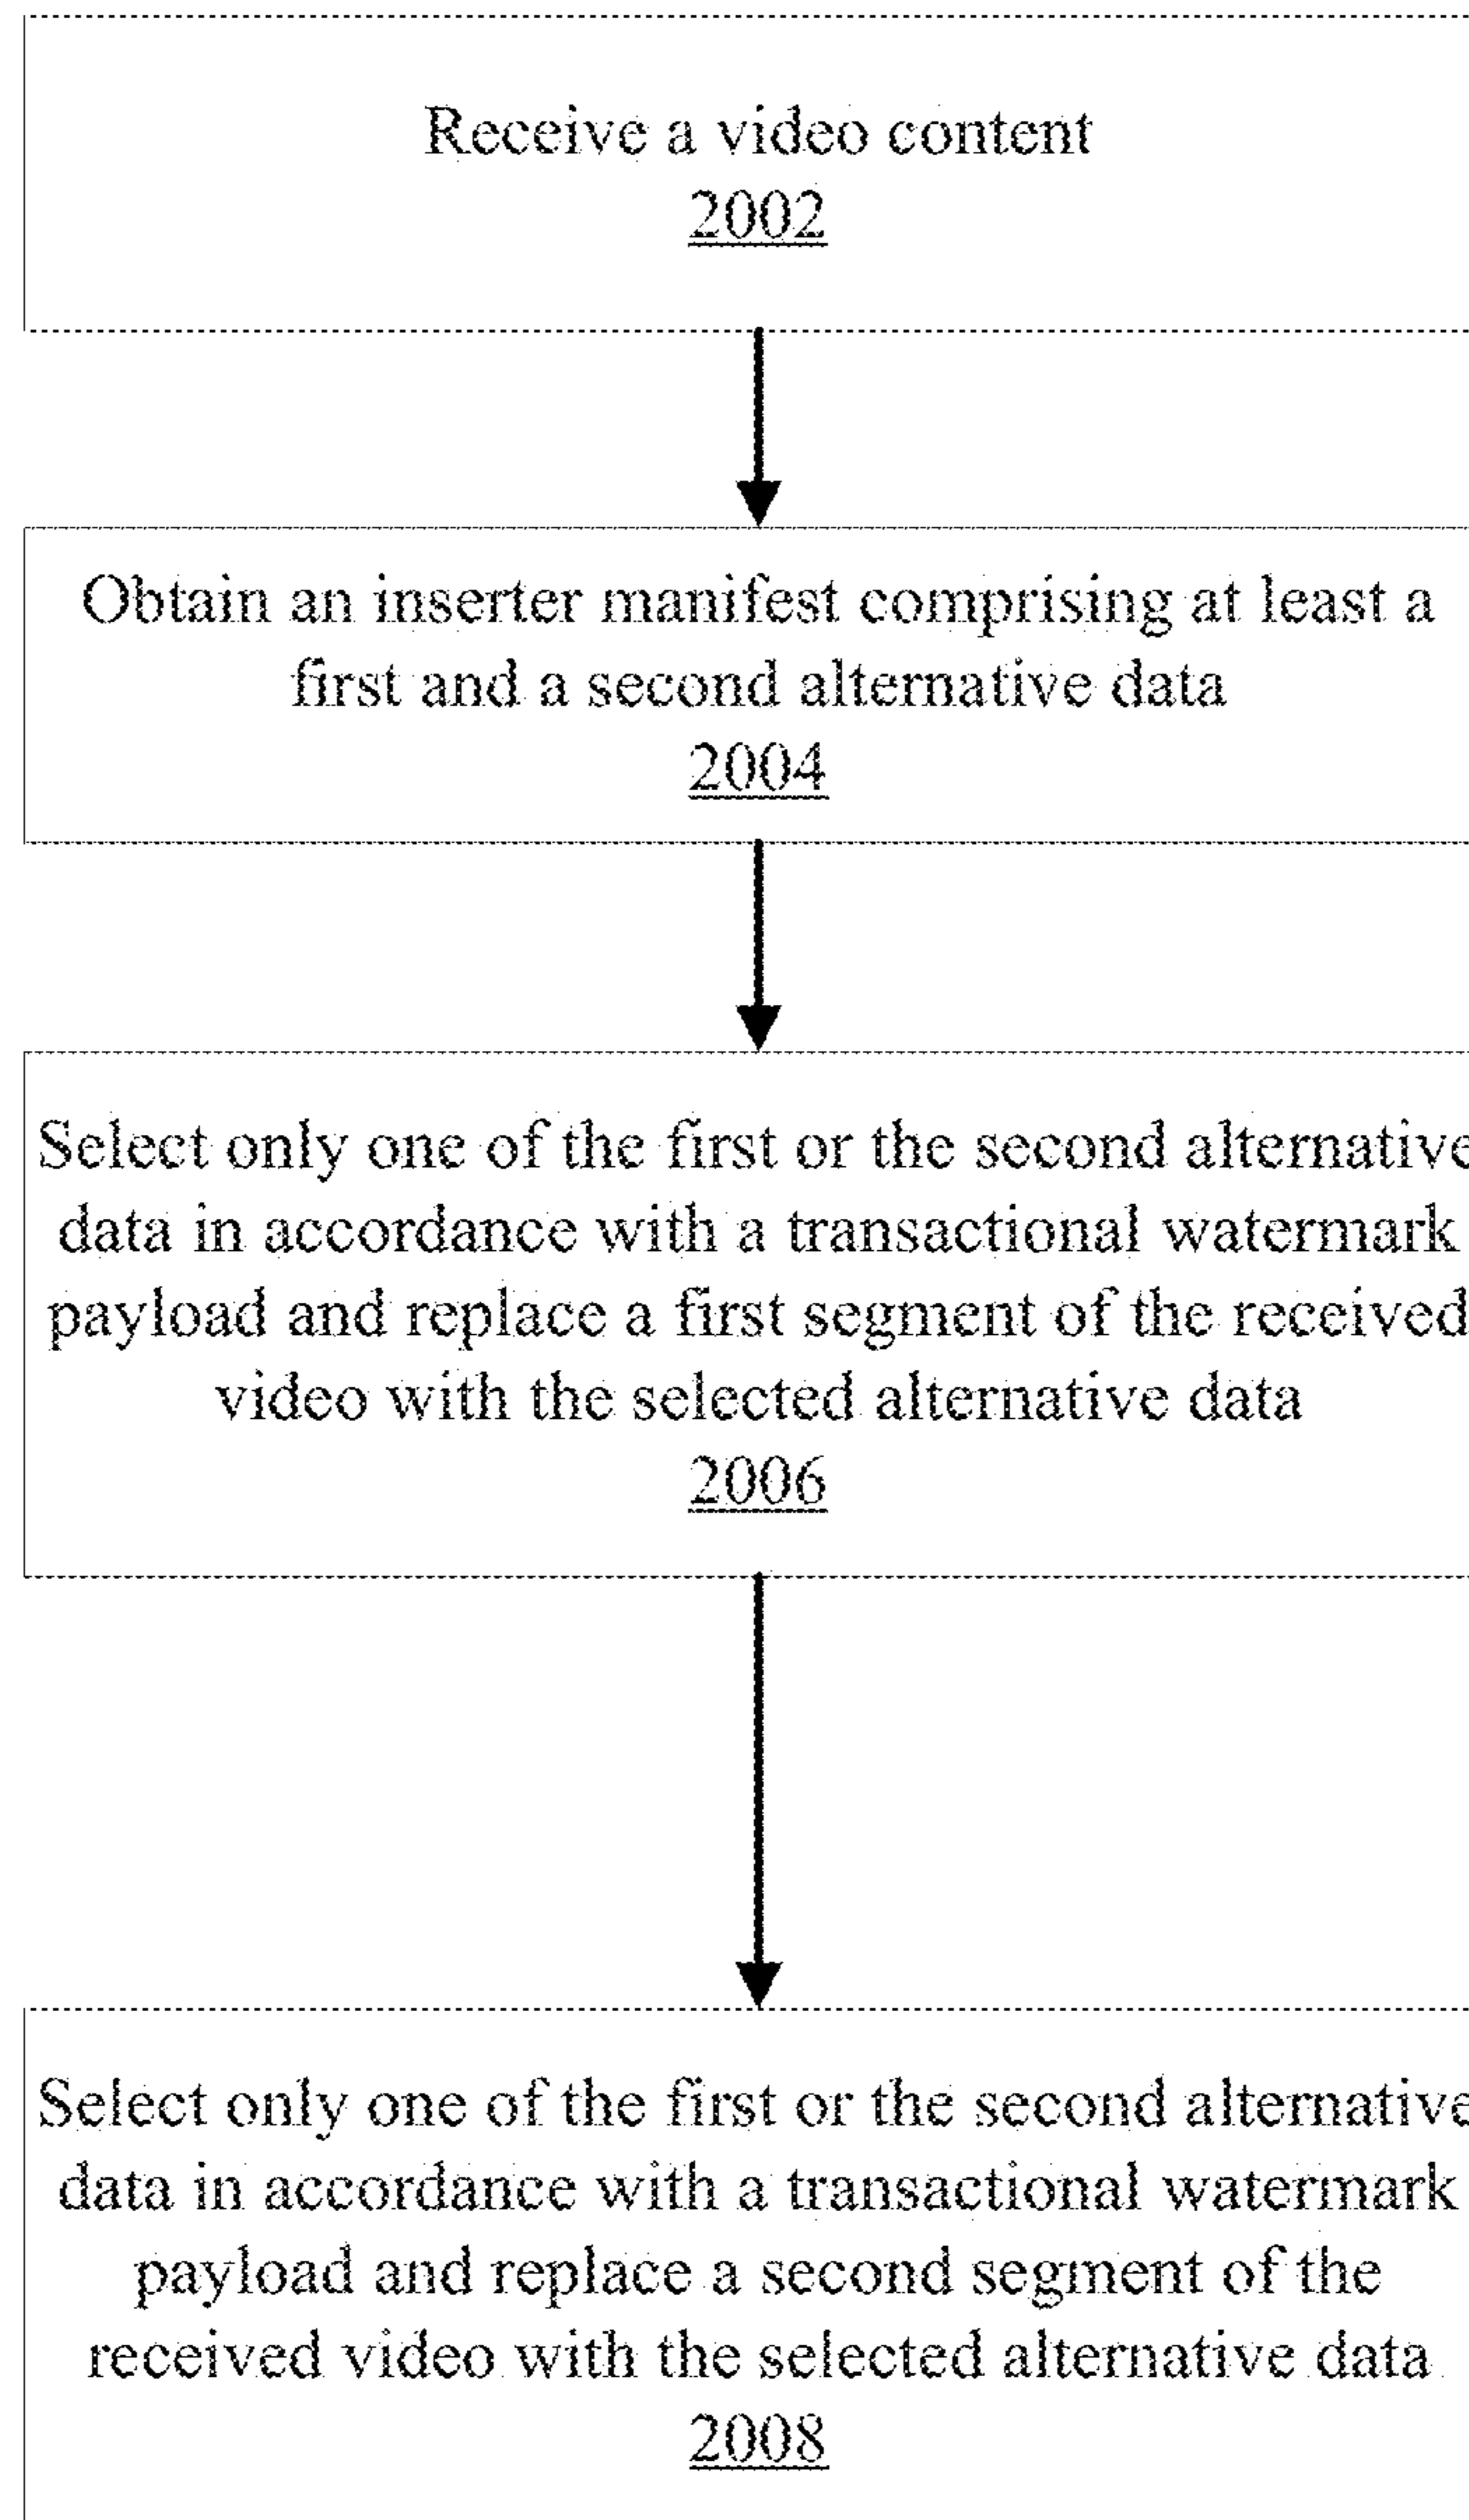 Receive a video content
2002
Obtain an inserter manifest comprising at least a
first and a second alternative data
2004
Select only one of the first or the second alternative
data in accordance with a transactional watermark
payload and replace a first segment of the received
video with the selected alternative data
2006
Select only one of the first or the second alternative
data in accordance with a transactional watermark
payload and replace a second segment of the
received video with the selected alternative data
2008